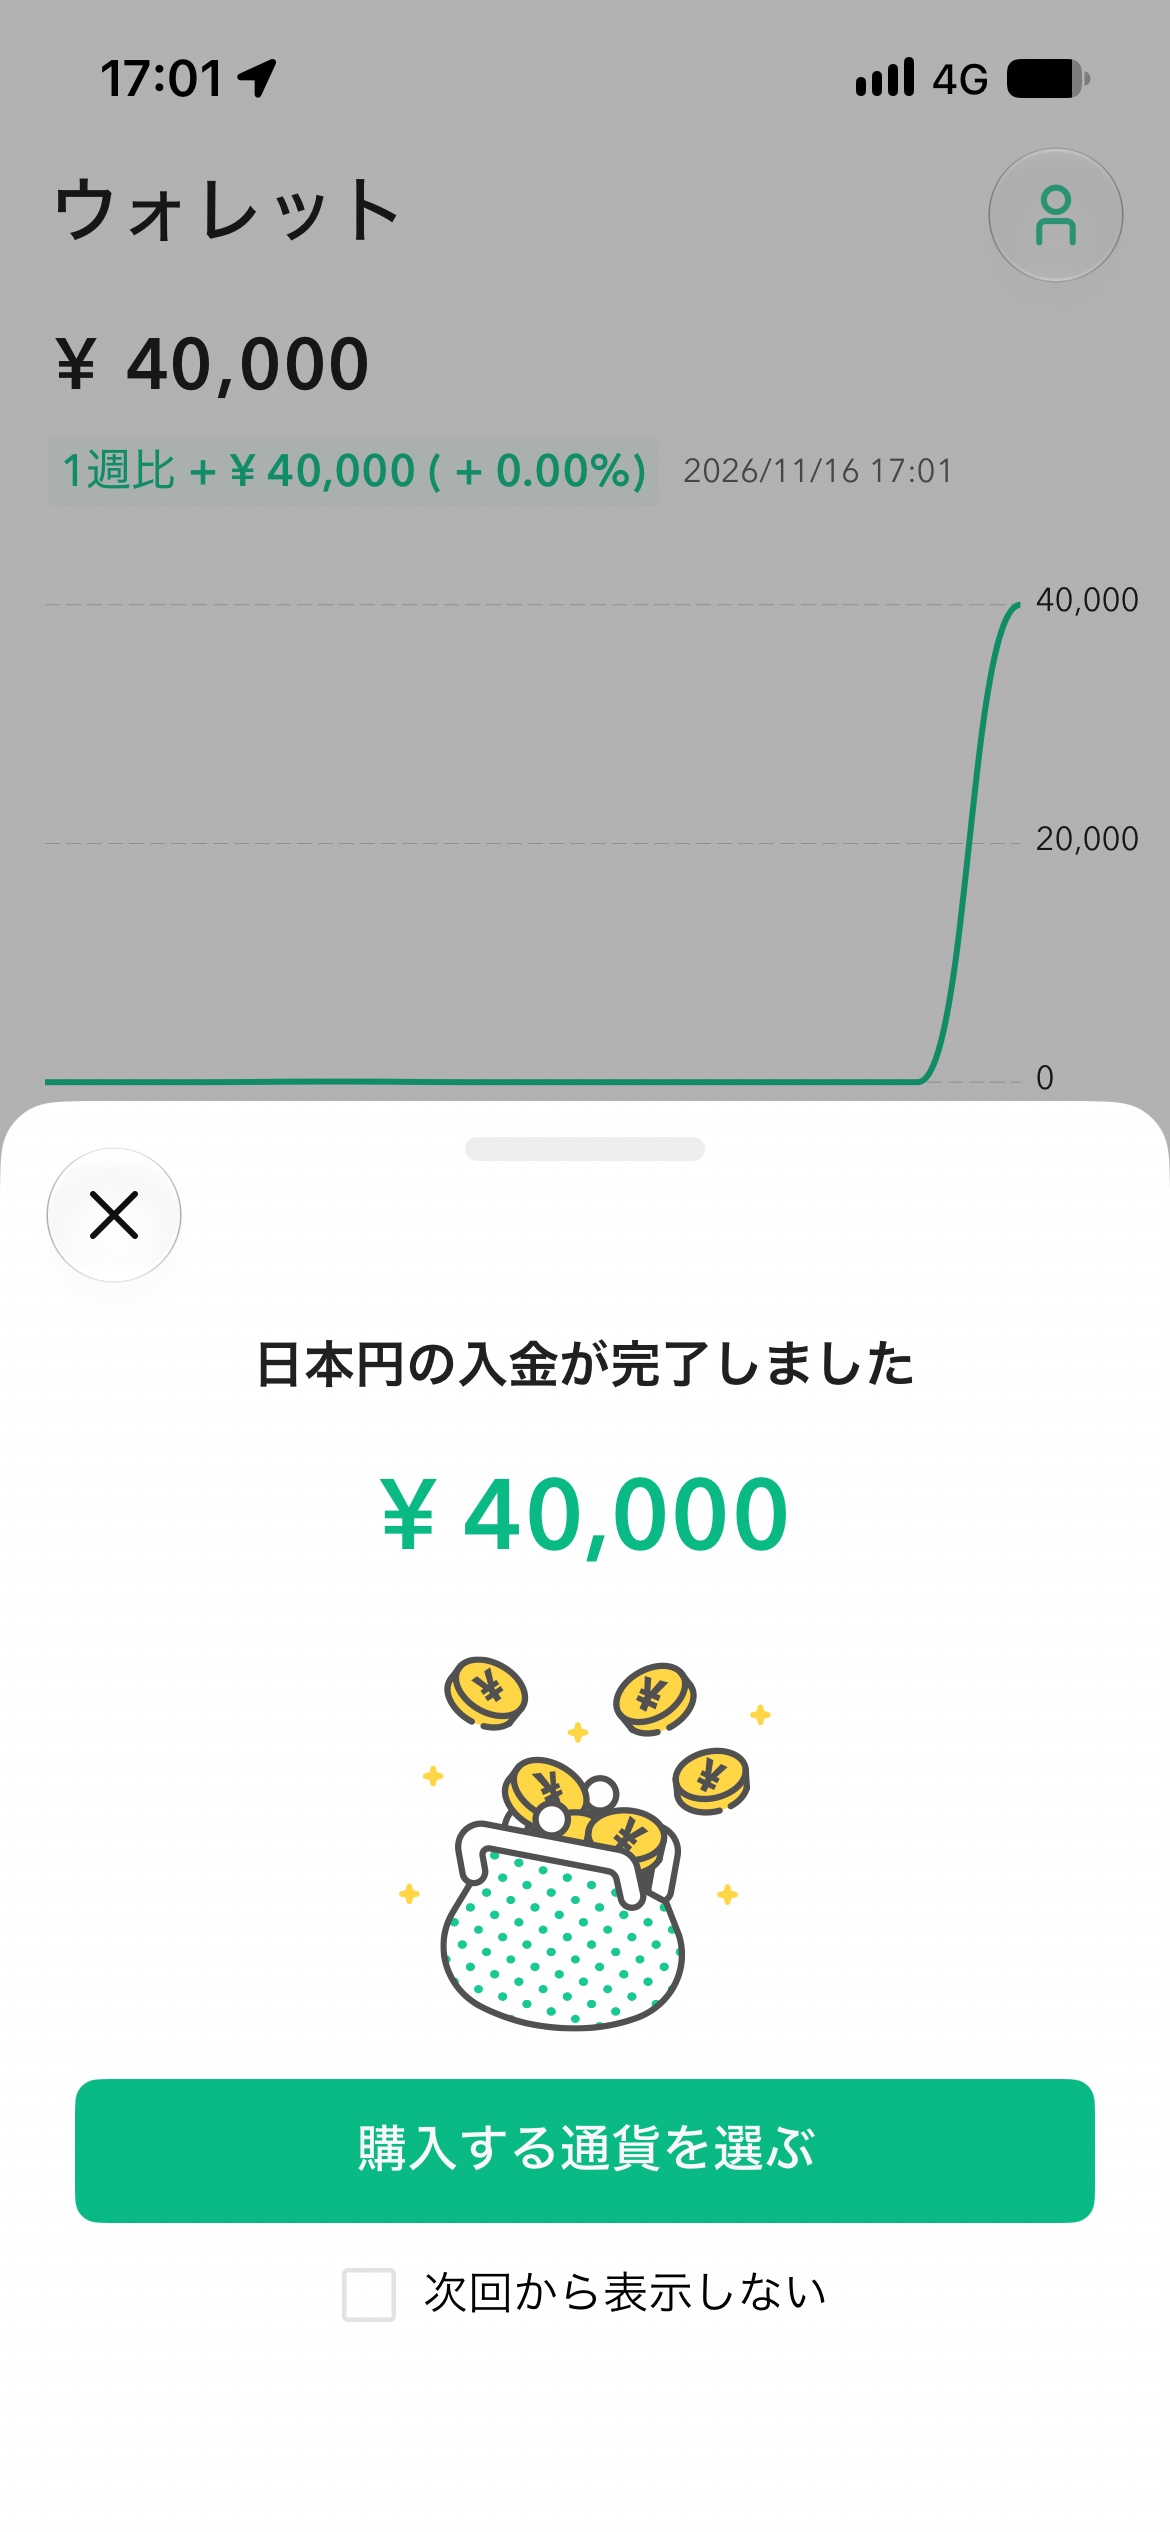 17:01
4G
ウォレット
¥ 40,000
1週比 + ¥ 40,000 ( + 0.00%) 2026/11/16 17:01
40,000
20,000
0
日本円の入金が完了しました
¥ 40,000
¥
¥
¥
¥
¥
購入する通貨を選ぶ
次回から表示しない